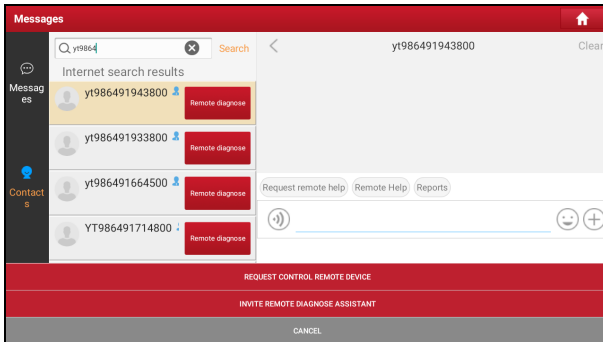 Messages
yt9864
Search
yt986491943800
Clear
Internet search results
Messag
es
yt986491943800
Remote diagnose
yt986491933800
Remote diagnose
Contact
s
yt986491664500
Remote diagnose
Request remote help
Remote Help
Reports
YT986491714800
Remote diagnose
REQUEST CONTROL REMOTE DEVICE
INVITE REMOTE DIAGNOSE ASSISTANT
CANCEL